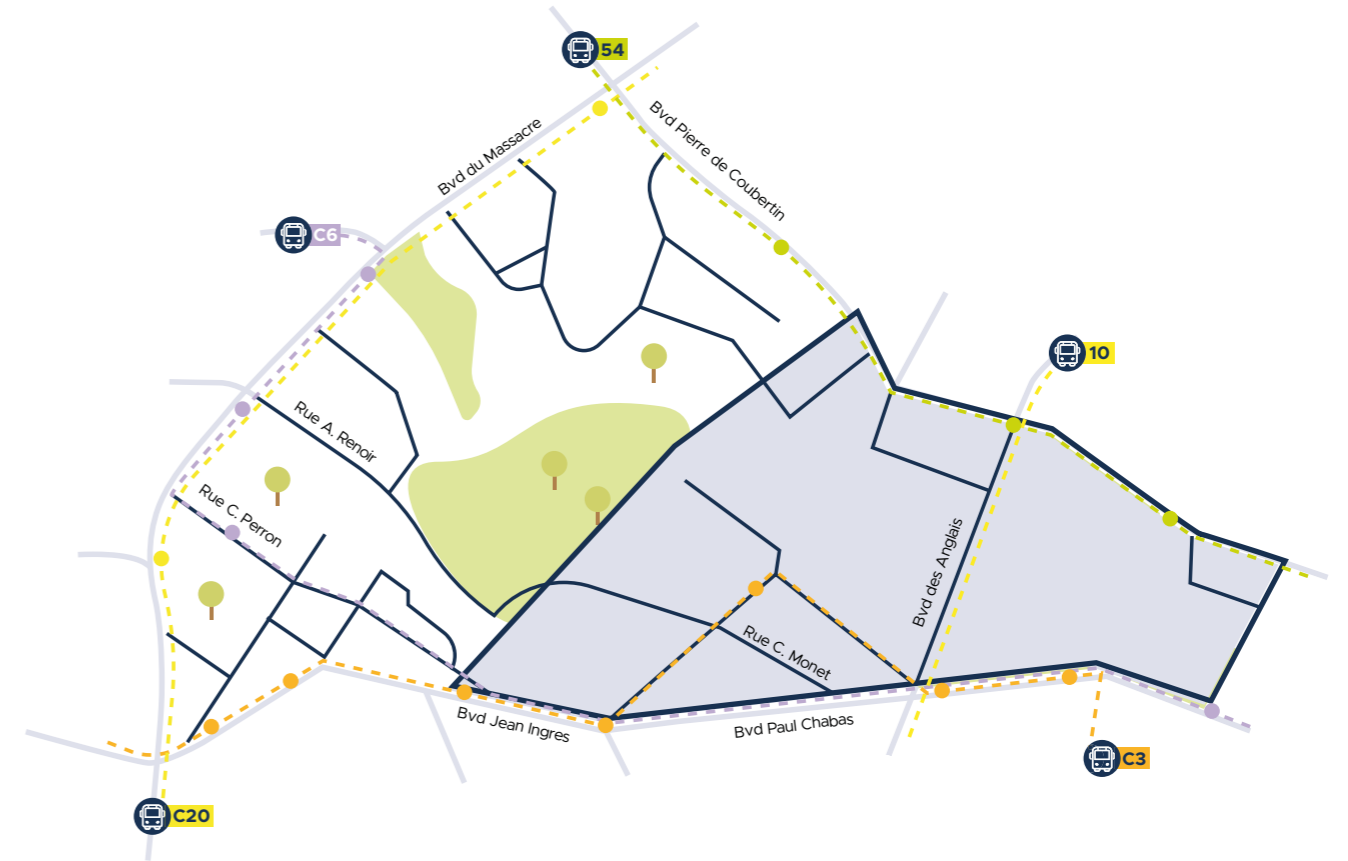 54
Bvd Pierre de Coubertin
Bvd du Massacre
C6
10
Rue A. Renoir
Rue C. Perron
Bvd des Anglais
Rue C. Monet
Bvd Jean Ingres
Bvd Paul Chabas
C3
C20